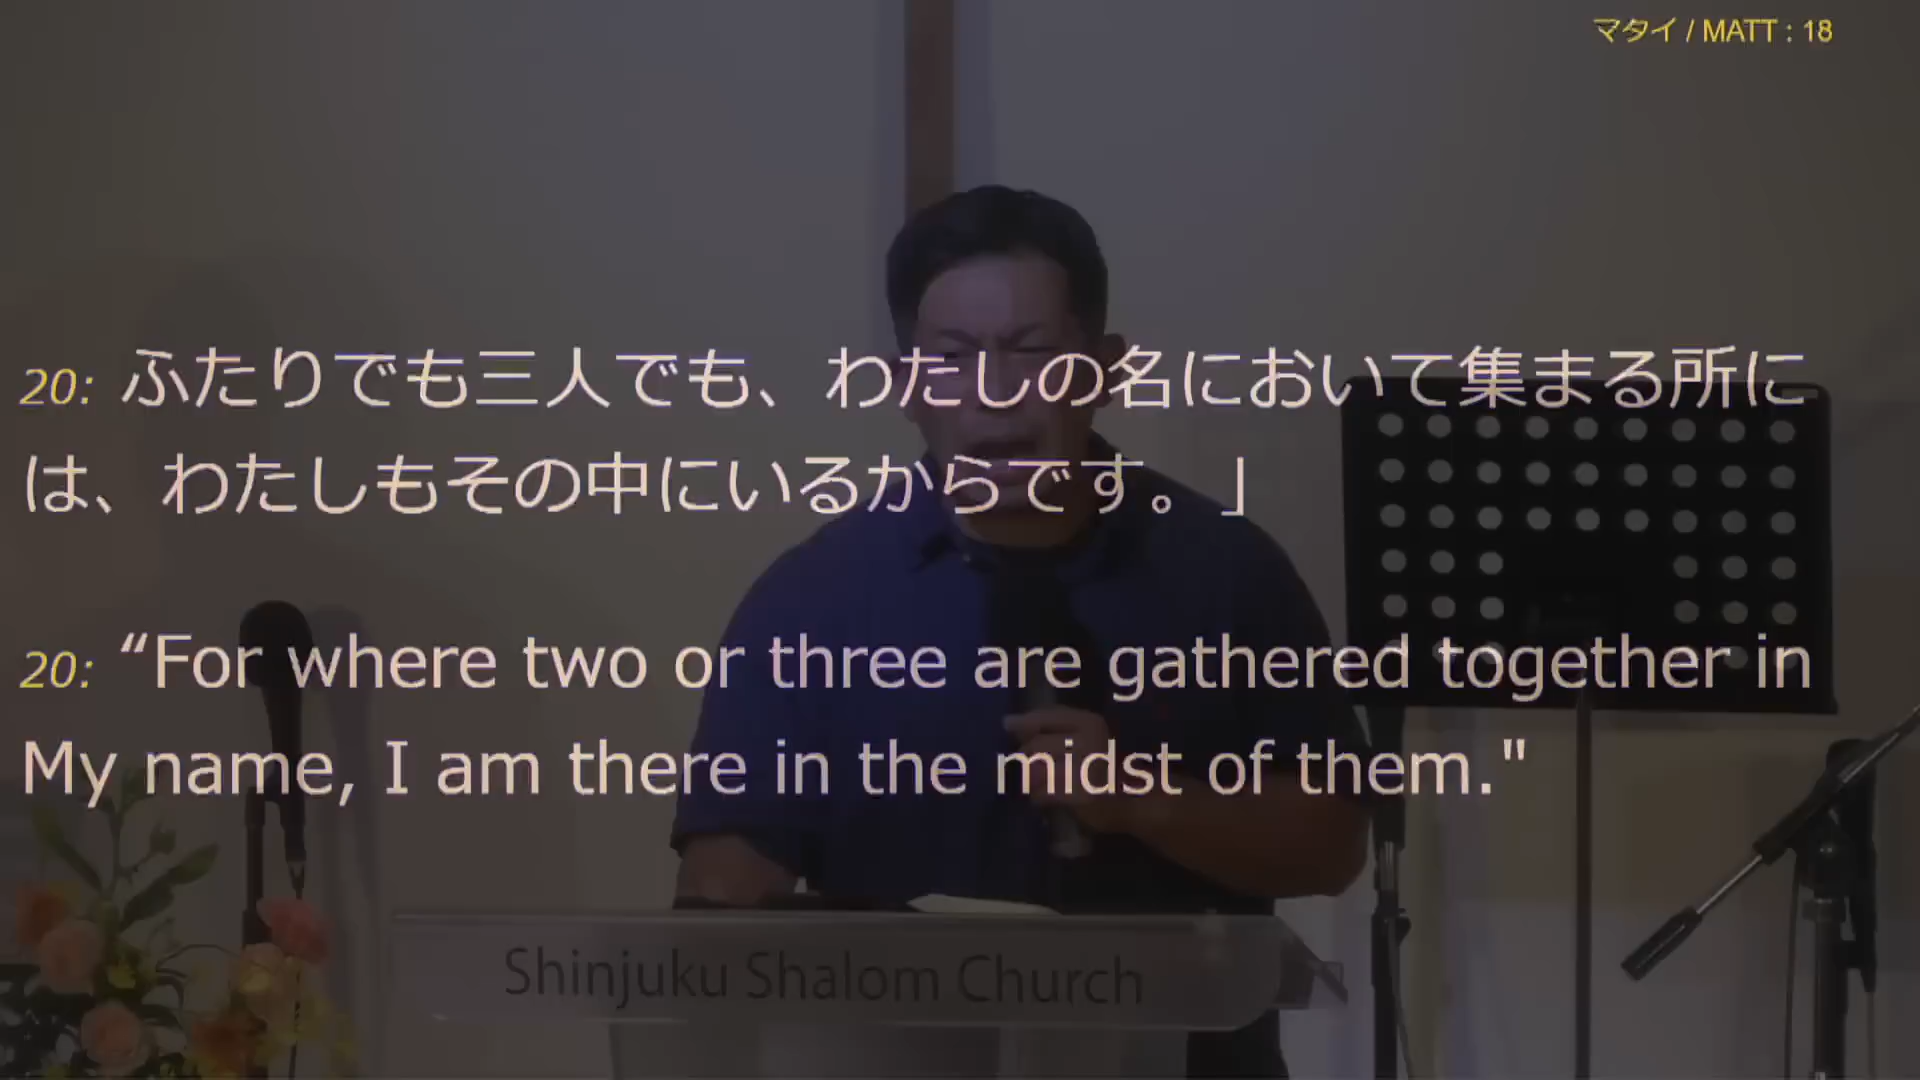 マタイ / MATT : 18
20: ふたりでも三人でも、わたしの名において集まる所に
は、わたしもその中にいるからです。」
20: “For where two or three are gathered together in
My name, I am there in the midst of them."
Shinjuku Shalom Church